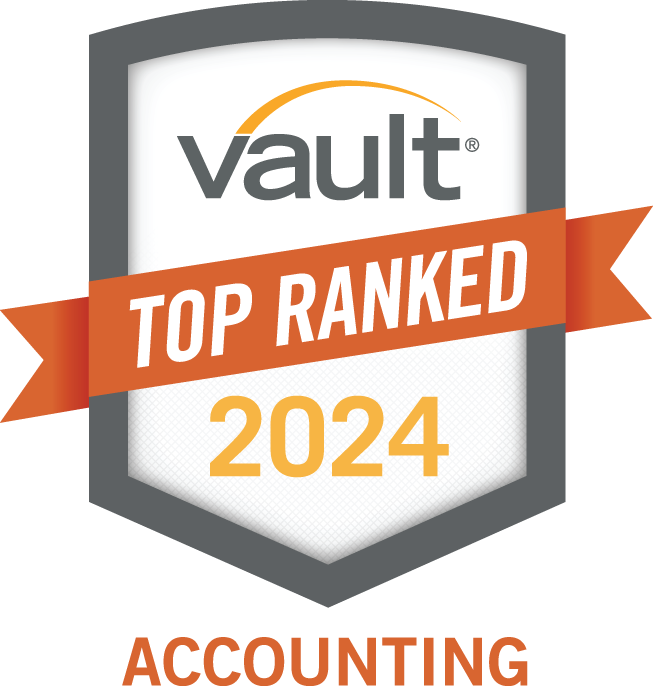 vault®
TOP RANKED
2024
ACCOUNTING